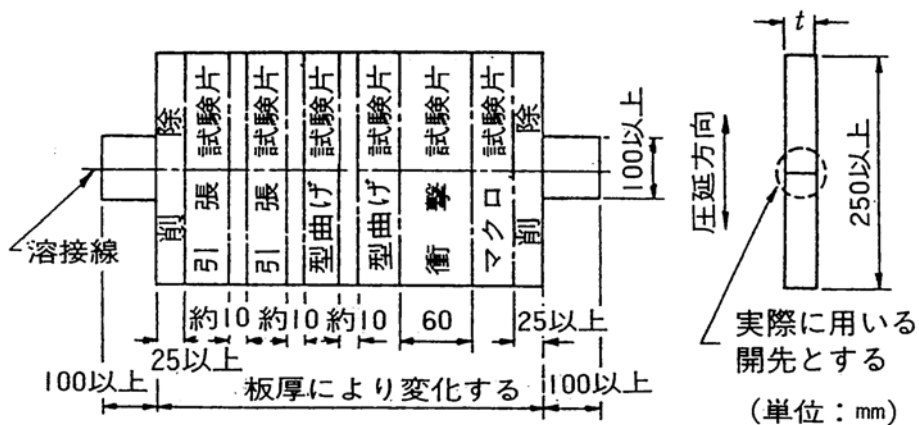 削除
引張試験片
引張試験片
型曲げ試験片
型曲げ試験片
衝撃試験片
マクロ試験片
削除
溶接線
100以上
約10
約10
10
約10
60
25以上
25以上
100以上
板厚により変化する
100以上
t
圧延方向
250以上
実際に用いる
開先とする
(単位：mm)